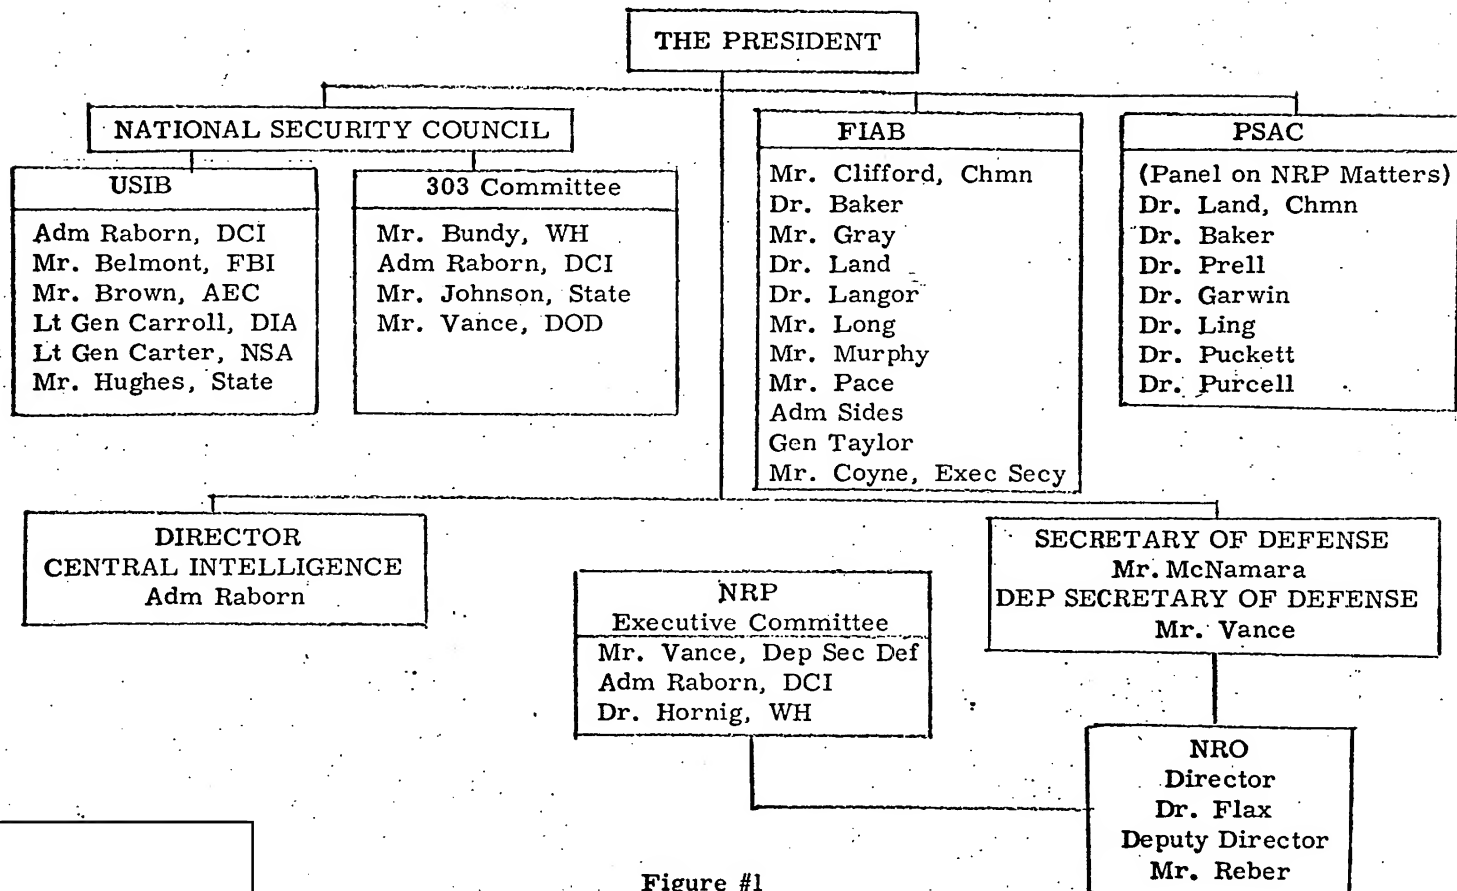 THE PRESIDENT
NATIONAL SECURITY COUNCIL
USIB
Adm Raborn, DCI
Mr. Belmont, FBI
Mr. Brown, AEC
Lt Gen Carroll, DIA
Lt Gen Carter, NSA
Mr. Hughes, State
303 Committee
Mr. Bundy, WH
Adm Raborn, DCI
Mr. Johnson, State
Mr. Vance, DOD
FIAB
Mr. Clifford, Chmn
Dr. Baker
Mr. Gray
Dr. Land
Dr. Langor
Mr. Long
Mr. Murphy
Mr. Pace
Adm Sides
Gen Taylor
Mr. Coyne, Exec Secy
PSAC
(Panel on NRP Matters)
Dr. Land, Chmn
Dr. Baker
Dr. Prell
Dr. Garwin
Dr. Ling
Dr. Puckett
Dr. Purcell
DIRECTOR
CENTRAL INTELLIGENCE
Adm Raborn
NRP
Executive Committee
Mr. Vance, Dep Sec Def
Adm Raborn, DCI
Dr. Hornig, WH
SECRETARY OF DEFENSE
Mr. McNamara
DEP SECRETARY OF DEFENSE
Mr. Vance
NRO
Director
Dr. Flax
Deputy Director
Mr. Reber
Figure #1